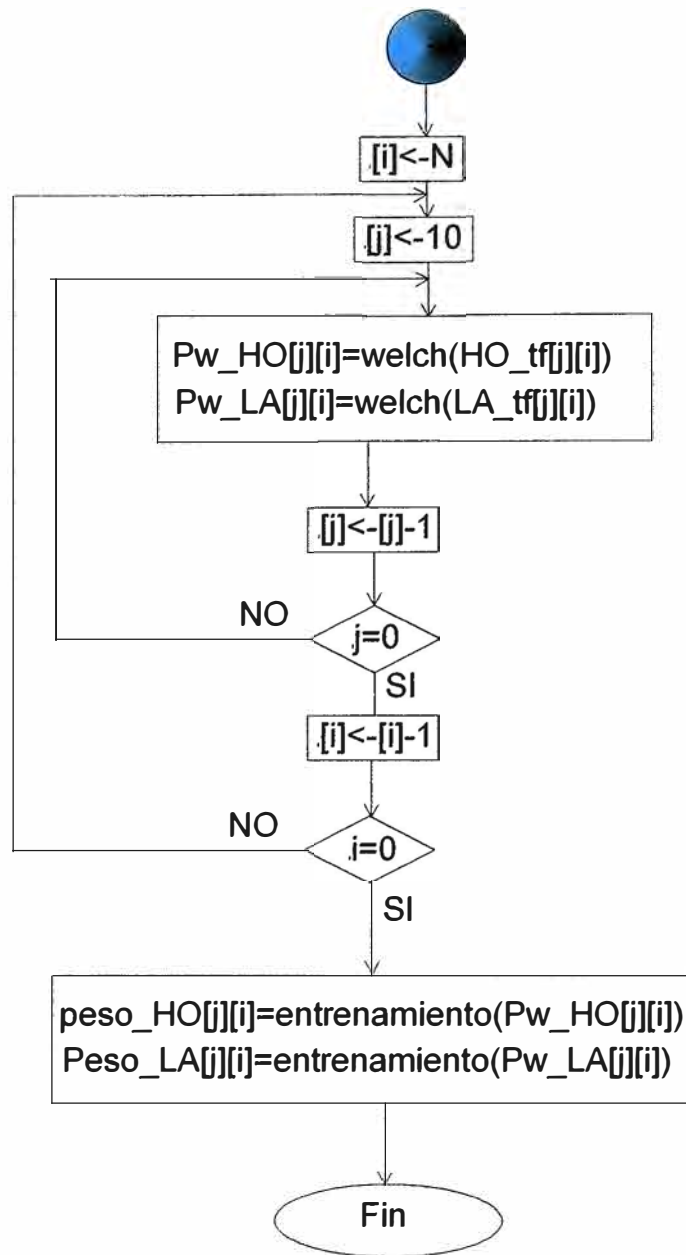 .[i]<-N
.[j]<-10
Pw_HO[j][i]=welch(HO_tf[j][i])
Pw_LA[j][i]=welch(LA_tf[j][i])
.[j]<-[j]-1
NO
.j=0
SI
.[i]<-[i]-1
NO
.i=0
SI
peso_HO[j][i]=entrenamiento(Pw_HO[j][i])
Peso_LA[j][i]=entrenamiento(Pw_LA[j][i])
Fin